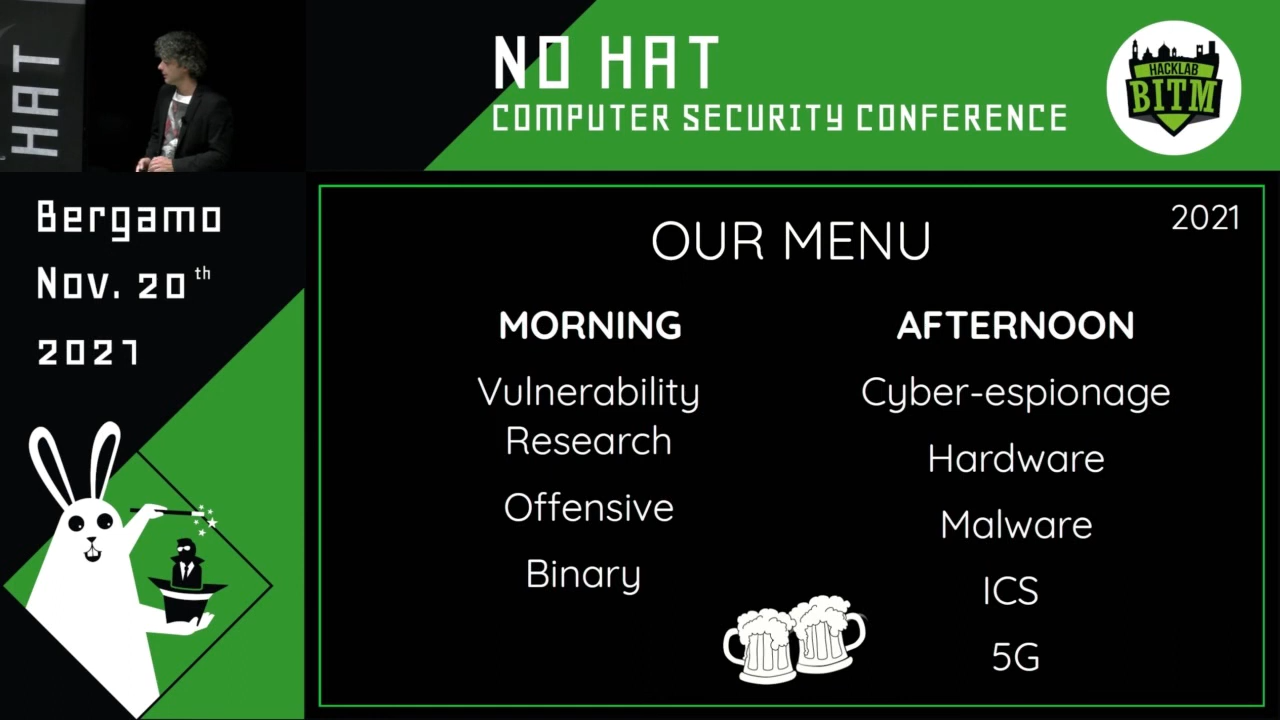 HAT
NO HAT
COMPUTER SECURITY CONFERENCE
HACKLAB
BITM
Bergamo
Nov. 20th
2021
2021
OUR MENU
MORNING
Vulnerability
Research
Offensive
Binary
AFTERNOON
Cyber-espionage
Hardware
Malware
ICS
5G